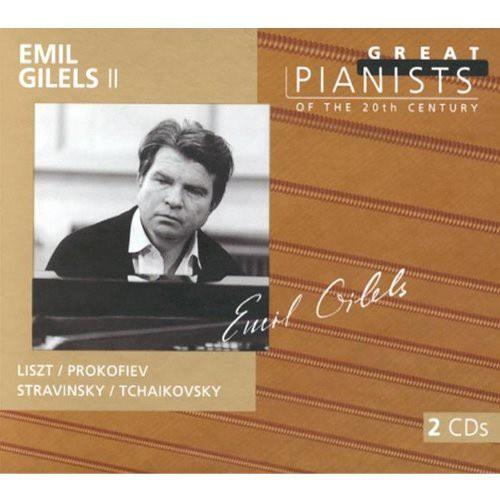 EMIL
GILELS II
GREAT
PIANISTS
OF THE 20th CENTURY
Emil Gilels
LISZT / PROKOFIEV
STRAVINSKY / TCHAIKOVSKY
2 CDs